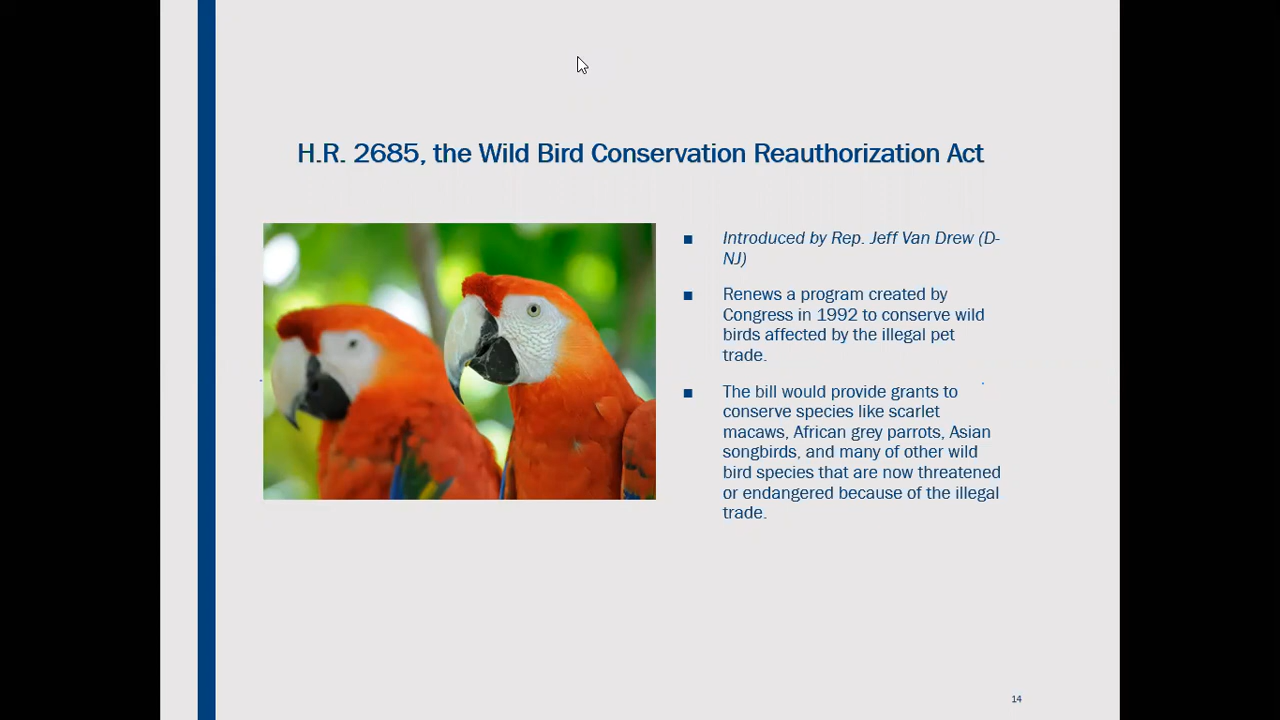 H.R. 2685, the Wild Bird Conservation Reauthorization Act
Introduced by Rep. Jeff Van Drew (D-
NJ)
Renews a program created by
Congress in 1992 to conserve wild
birds affected by the illegal pet
trade.
The bill would provide grants to
conserve species like scarlet
macaws, African grey parrots, Asian
songbirds, and many of other wild
bird species that are now threatened
or endangered because of the illegal
trade.
14